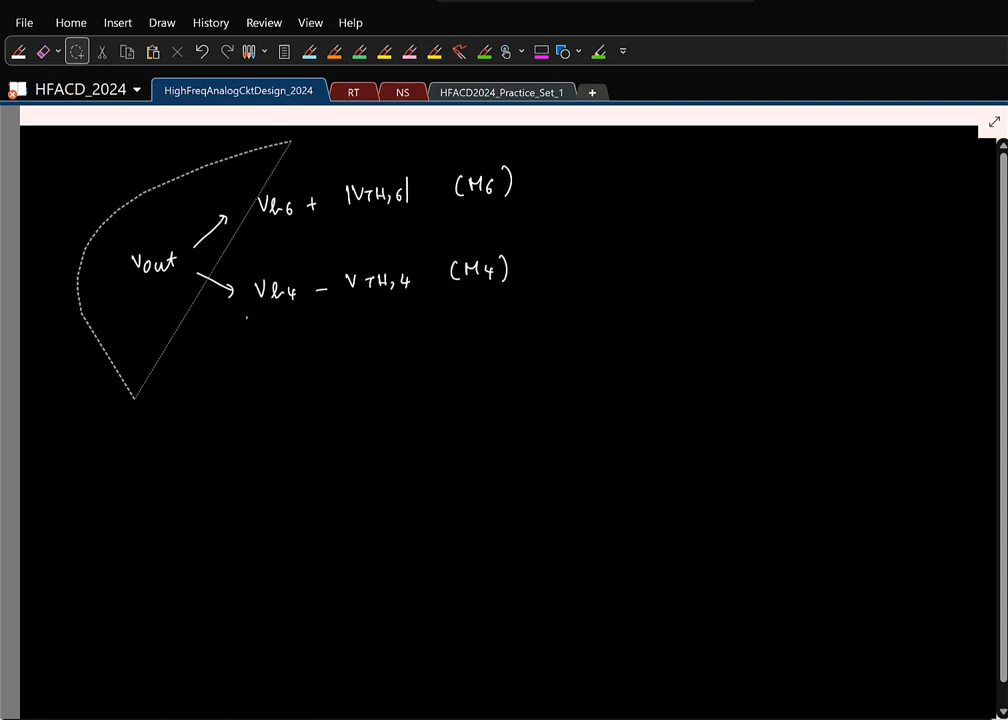 File Home Insert Draw History Review View Help
HFACD_2024 HighFreqAnalogCktDesign_2024 RT NS HFACD2024_Practice_Set_1 +
Vb6 + |VTH,6| (M6)
Vout
Vb4 - VTH,4 (M4)